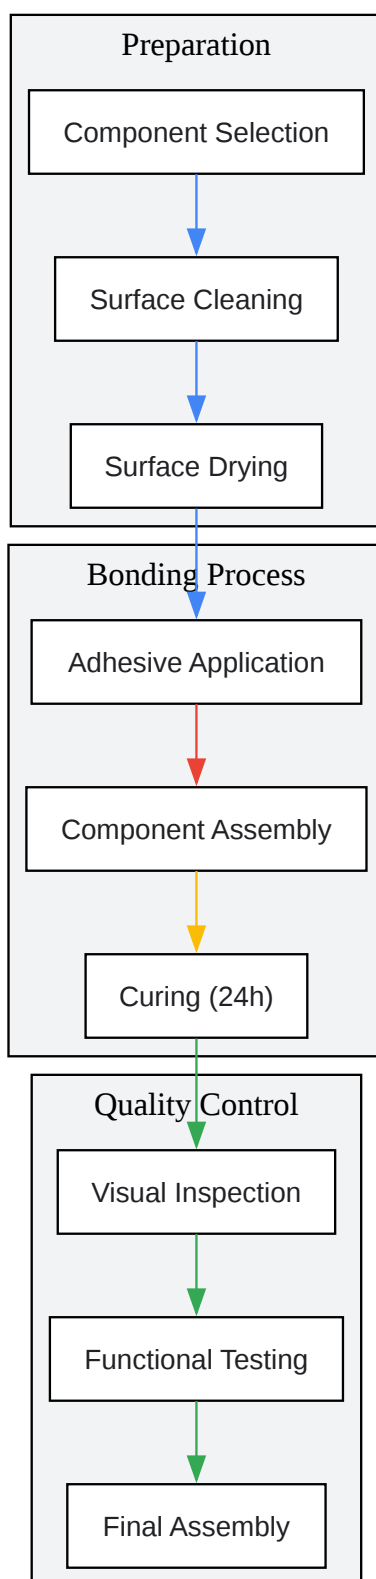 Preparation
Component Selection
Surface Cleaning
Surface Drying
Bonding Process
Adhesive Application
Component Assembly
Curing (24h)
Quality Control
Visual Inspection
Functional Testing
Final Assembly